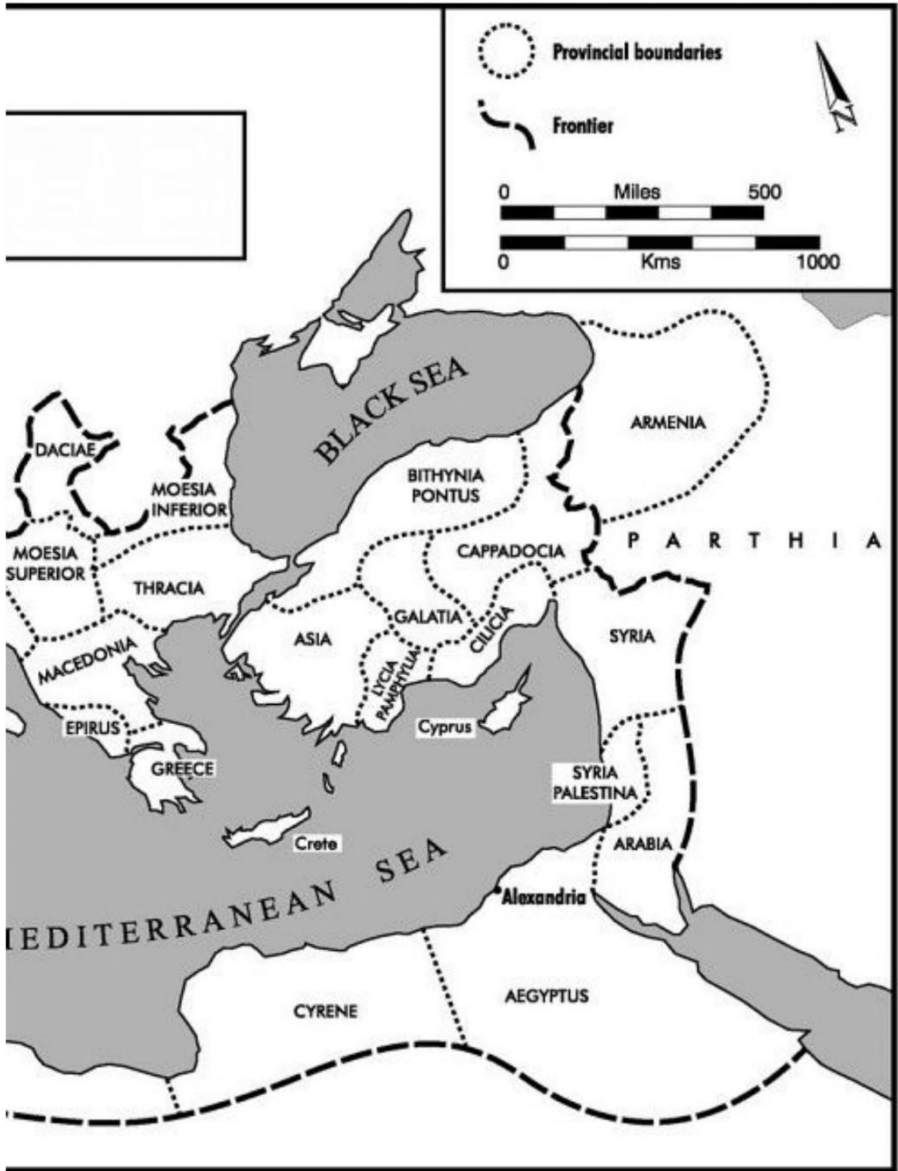 Provincial boundaries
Frontier
N
0 Miles 500
0 Kms 1000
BLACK SEA
ARMENIA
DACIAE
BITHYNIA
PONTUS
MOESIA
INFERIOR
PARTHIA
MOESIA
SUPERIOR
CAPPADOCIA
THRACIA
GALATIA
CILICIA
ASIA
SYRIA
MACEDONIA
LYCIA
PAMPHYLIA
EPIRUS
Cyprus
GREECE
SYRIA
PALESTINA
Crete
ARABIA
EDITERRANEAN SEA
Alexandria
CYRENE
AEGYPTUS